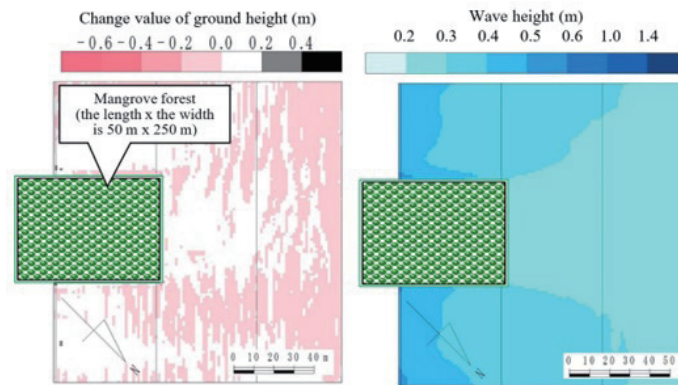 Change value of ground height (m)
-0.6 -0.4 -0.2 0.0 0.2 0.4
Mangrove forest
(the length x the width
is 50 m x 250 m)
N
0 10 20 30 40 m
Wave height (m)
0.2 0.3 0.4 0.5 0.6 1.0 1.4
N
0 10 20 30 40 50